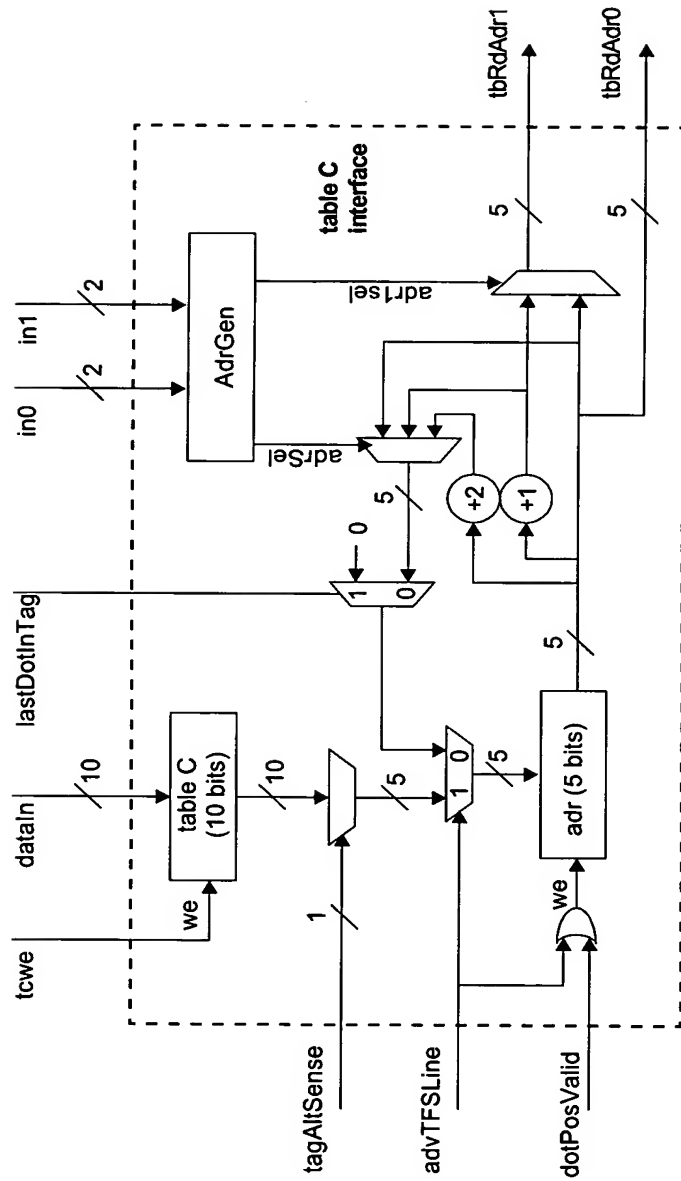 tcwe
dataIn
lastDotInTag
in0
in1
10
2
2
we
table C
(10 bits)
AdrGen
table C
interface
10
adrSel
adr1sel
1
0
1
0
5
5
1
0
5
+2
+1
5
5
we
adr (5 bits)
5
tagAltSense
advTFSLine
dotPosValid
tbRdAdr1
tbRdAdr0